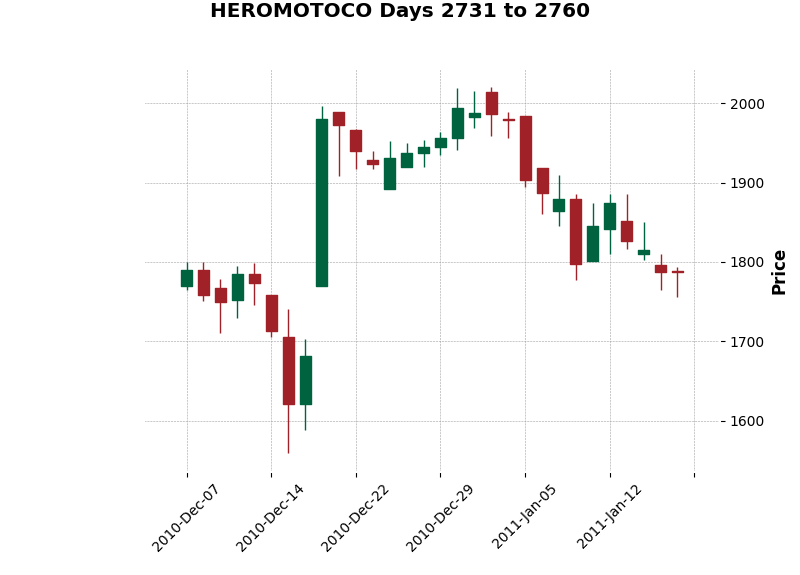 HEROMOTOCO Days 2731 to 2760
2000
1900
1800
1700
1600
Price
2010-Dec-07
2010-Dec-14
2010-Dec-22
2010-Dec-29
2011-Jan-05
2011-Jan-12